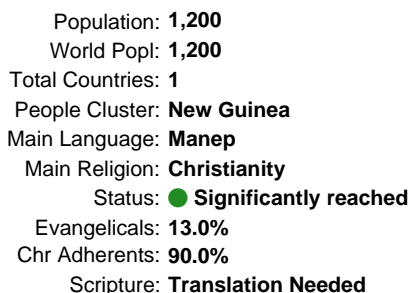 Population: 1,200
World Popl: 1,200
Total Countries: 1
People Cluster: New Guinea
Main Language: Manep
Main Religion: Christianity
Status: Significantly reached
Evangelicals: 13.0%
Chr Adherents: 90.0%
Scripture: Translation Needed